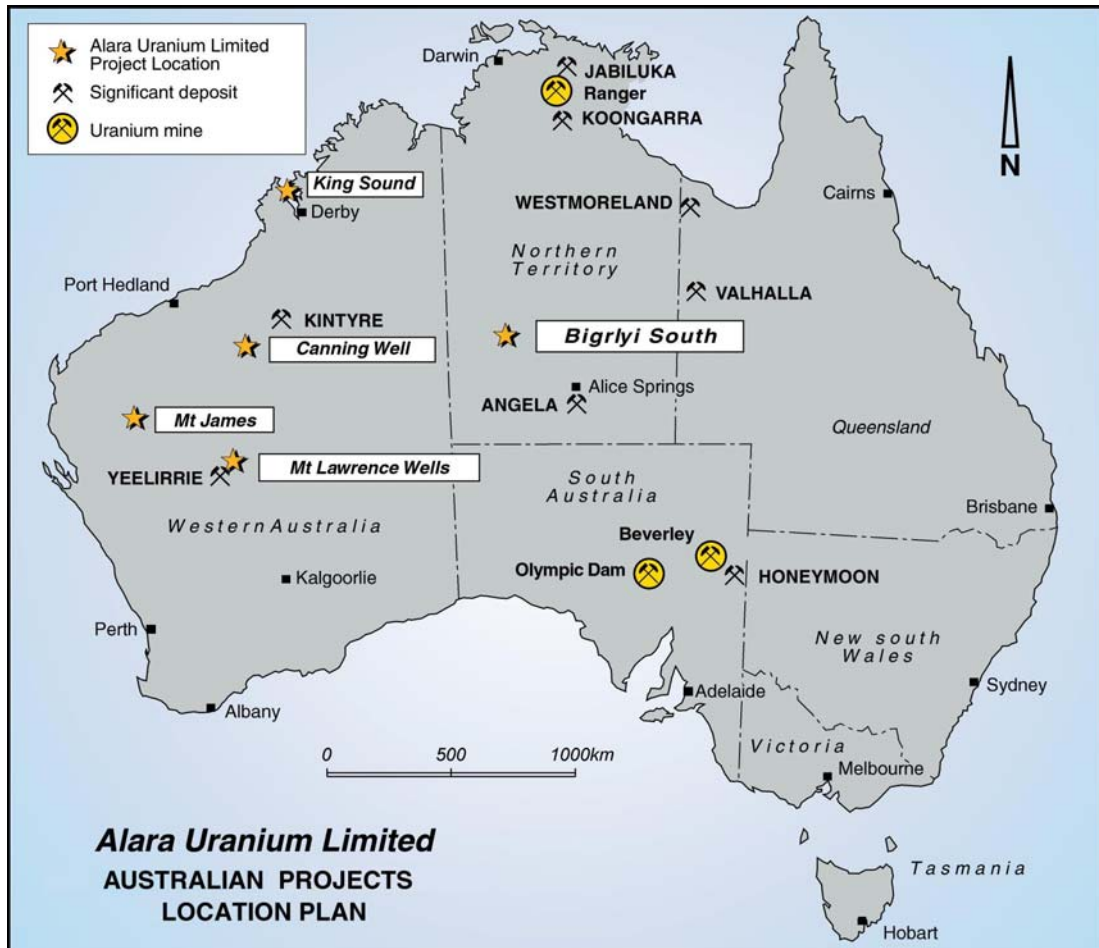 Alara Uranium Limited
Project Location
Significant deposit
Uranium mine
Darwin
JABILUKA
Ranger
KOONGARRA
N
King Sound
Derby
WESTMORELAND
Cairns
Northern
Territory
Port Hedland
VALHALLA
KINTYRE
Canning Well
Bigrlyi South
Alice Springs
ANGELA
Mt James
Queensland
Mt Lawrence Wells
YEELIRRIE
South
Australia
Western Australia
Brisbane
Beverley
Olympic Dam
HONEYMOON
Kalgoorlie
Perth
New south
Wales
Sydney
Adelaide
Albany
Victoria
0 500 1000km
Melbourne
Alara Uranium Limited
AUSTRALIAN PROJECTS
LOCATION PLAN
Tasmania
Hobart